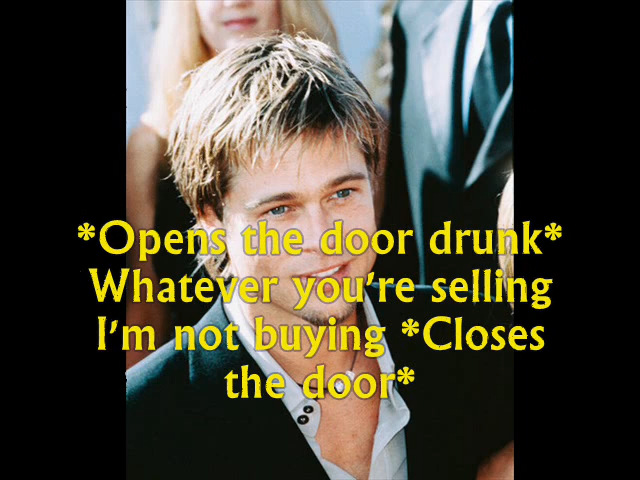 *Opens the door drunk*
Whatever you're selling
I'm not buying *Closes
the door*